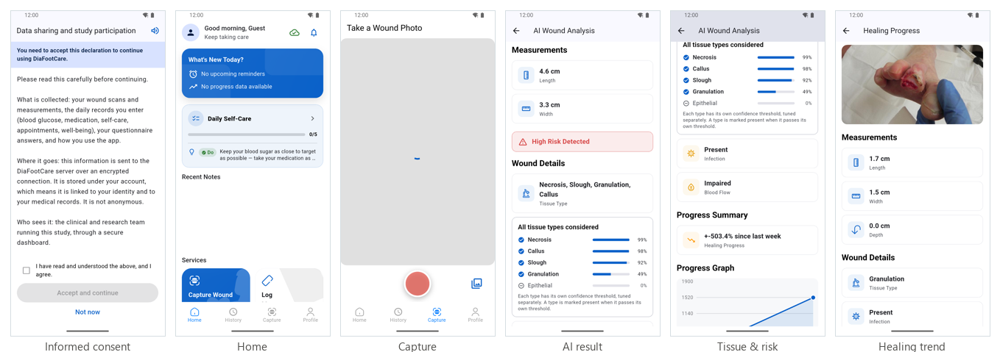 12:00
Data sharing and study participation
You need to accept this declaration to continue
using DiaFootCare.
Please read this carefully before continuing.
What is collected: your wound scans and
measurements, the daily records you enter
(blood glucose, medication, self-care,
appointments, well-being), your questionnaire
answers, and how you use the app.
Where it goes: this information is sent to the
DiaFootCare server over an encrypted
connection. It is stored under your account,
which means it is linked to your identity and to
your medical records. It is not anonymous.
Who sees it: the clinical and research team
running this study, through a secure
dashboard.
I have read and understood the above, and I
agree.
Accept and continue
Not now
Informed consent
12:00
Good morning, Guest
Keep taking care
What's New Today?
No upcoming reminders
No progress data available
Daily Self-Care
0/5
Do
Keep your blood sugar as close to target
as possible — take your medication as ...
Recent Notes
Services
Capture Wound
Log
Home
History
Capture
Profile
Home
12:00
Take a Wound Photo
Home
History
Capture
Profile
Capture
12:00
AI Wound Analysis
Measurements
4.6 cm
Length
3.3 cm
Width
High Risk Detected
Wound Details
Necrosis, Slough, Granulation,
Callus
Tissue Type
All tissue types considered
Necrosis 99%
Callus 98%
Slough 92%
Granulation 49%
Epithelial 0%
Each type has its own confidence threshold, tuned
separately. A type is marked present when it passes its
own threshold.
AI result
12:00
AI Wound Analysis
All tissue types considered
Necrosis 99%
Callus 98%
Slough 92%
Granulation 49%
Epithelial 0%
Each type has its own confidence threshold, tuned
separately. A type is marked present when it passes its
own threshold.
Present
Infection
Impaired
Blood Flow
Progress Summary
+-503.4% since last week
Healing Progress
Progress Graph
1900
1520
1140
Tissue & risk
12:00
Healing Progress
Measurements
1.7 cm
Length
1.5 cm
Width
0.0 cm
Depth
Wound Details
Granulation
Tissue Type
Present
Infection
Healing trend